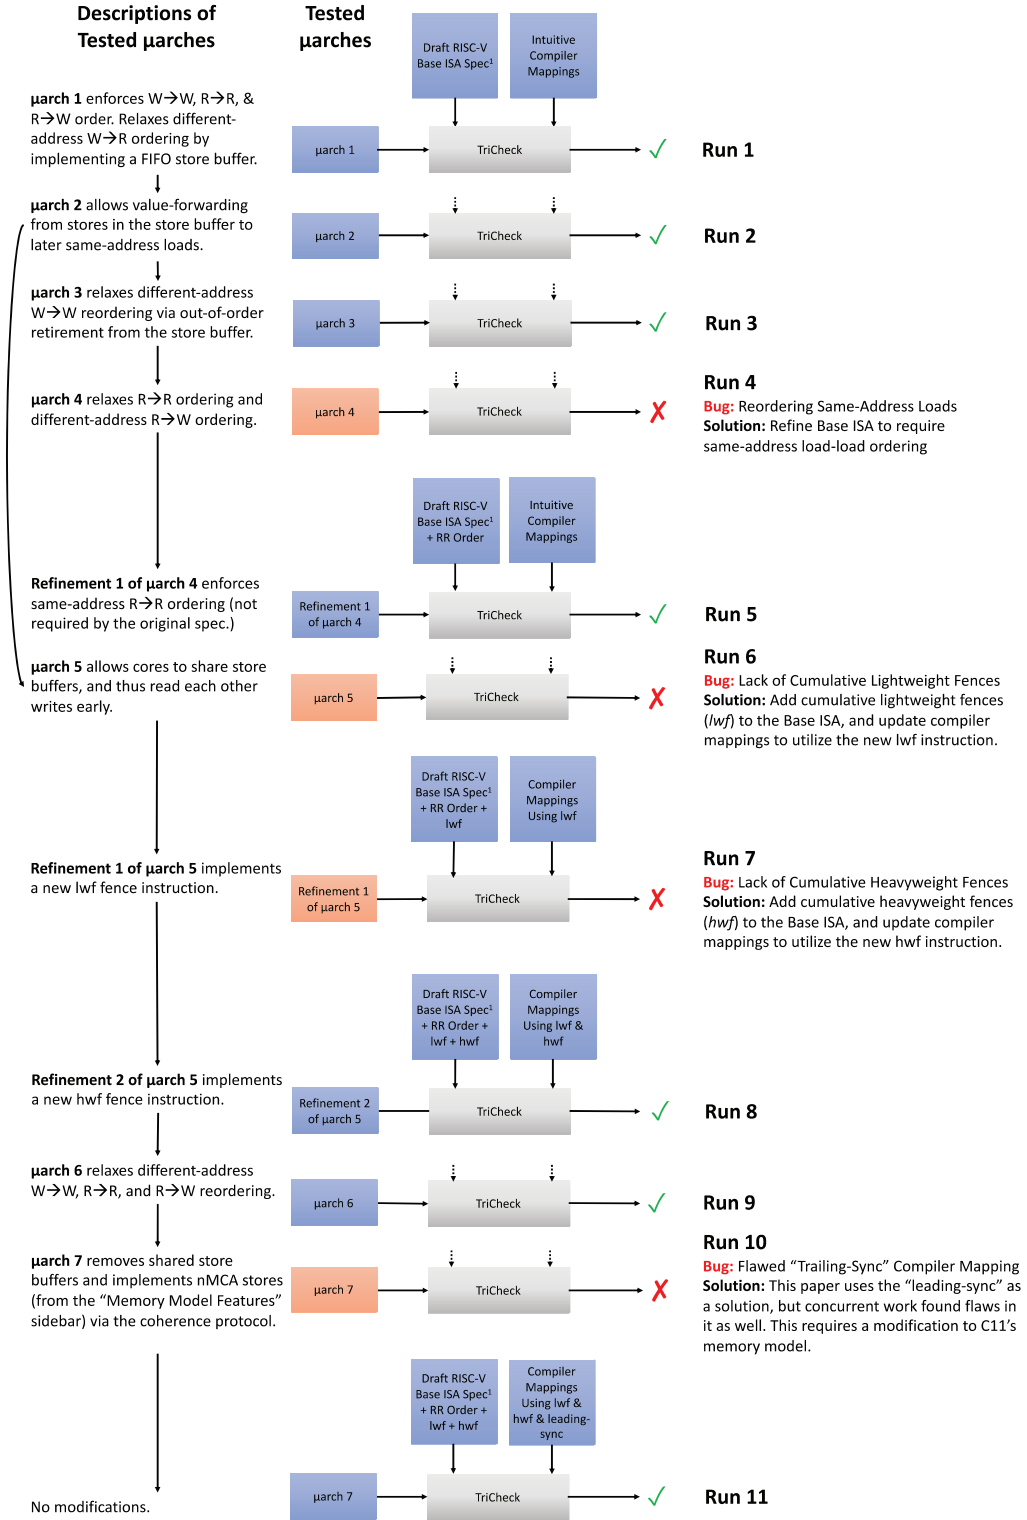 Descriptions of
Tested µarches
Tested
µarches
Draft RISC-V
Base ISA Spec¹
Intuitive
Compiler
Mappings
µarch 1 enforces W→W, R→R, &
R→W order. Relaxes different-
address W→R ordering by
implementing a FIFO store buffer.
µarch 1
TriCheck
✓
Run 1
µarch 2 allows value-forwarding
from stores in the store buffer to
later same-address loads.
µarch 2
TriCheck
✓
Run 2
µarch 3 relaxes different-address
W→W reordering via out-of-order
retirement from the store buffer.
µarch 3
TriCheck
✓
Run 3
µarch 4 relaxes R→R ordering and
different-address R→W ordering.
µarch 4
TriCheck
✗
Run 4
Bug: Reordering Same-Address Loads
Solution: Refine Base ISA to require
same-address load-load ordering
Draft RISC-V
Base ISA Spec¹
+ RR Order
Intuitive
Compiler
Mappings
Refinement 1 of µarch 4 enforces
same-address R→R ordering (not
required by the original spec.)
Refinement 1
of µarch 4
TriCheck
✓
Run 5
µarch 5 allows cores to share store
buffers, and thus read each other
writes early.
µarch 5
TriCheck
✗
Run 6
Bug: Lack of Cumulative Lightweight Fences
Solution: Add cumulative lightweight fences
(lwf) to the Base ISA, and update compiler
mappings to utilize the new lwf instruction.
Draft RISC-V
Base ISA Spec¹
+ RR Order +
lwf
Compiler
Mappings
Using lwf
Refinement 1 of µarch 5 implements
a new lwf fence instruction.
Refinement 1
of µarch 5
TriCheck
✗
Run 7
Bug: Lack of Cumulative Heavyweight Fences
Solution: Add cumulative heavyweight fences
(hwf) to the Base ISA, and update compiler
mappings to utilize the new hwf instruction.
Draft RISC-V
Base ISA Spec¹
+ RR Order +
lwf + hwf
Compiler
Mappings
Using lwf &
hwf
Refinement 2 of µarch 5 implements
a new hwf fence instruction.
Refinement 2
of µarch 5
TriCheck
✓
Run 8
µarch 6 relaxes different-address
W→W, R→R, and R→W reordering.
µarch 6
TriCheck
✓
Run 9
µarch 7 removes shared store
buffers and implements nMCA stores
(from the “Memory Model Features”
sidebar) via the coherence protocol.
µarch 7
TriCheck
✗
Run 10
Bug: Flawed “Trailing-Sync” Compiler Mapping
Solution: This paper uses the “leading-sync” as
a solution, but concurrent work found flaws in
it as well. This requires a modification to C11’s
memory model.
Draft RISC-V
Base ISA Spec¹
+ RR Order +
lwf + hwf
Compiler
Mappings
Using lwf &
hwf & leading-
sync
No modifications.
µarch 7
TriCheck
✓
Run 11